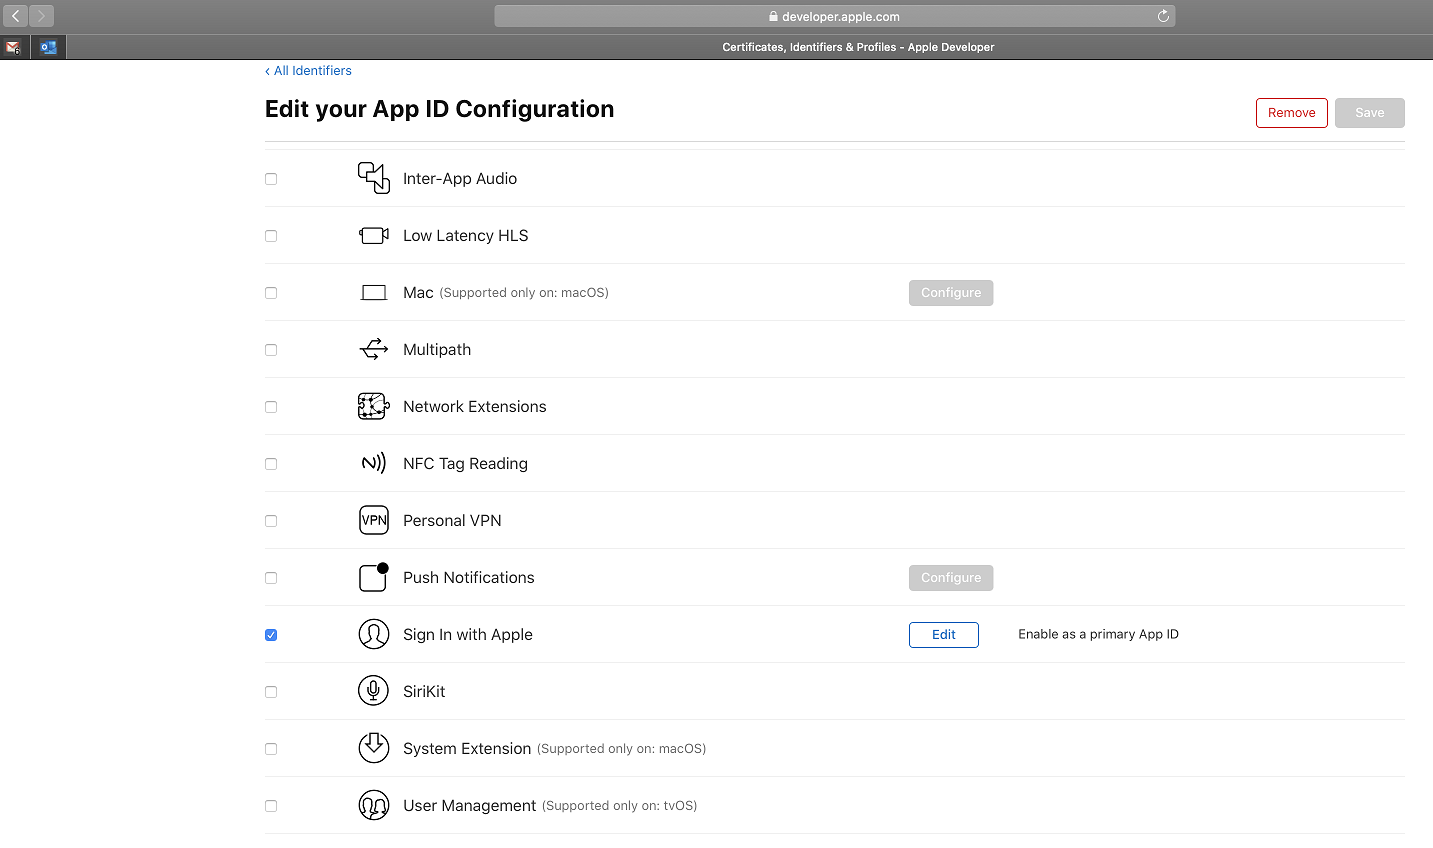 developer.apple.com
Certificates, Identifiers & Profiles - Apple Developer
‹ All Identifiers
Edit your App ID Configuration
Remove
Save
Inter-App Audio
Low Latency HLS
Mac (Supported only on: macOS) Configure
Multipath
Network Extensions
NFC Tag Reading
VPN Personal VPN
Push Notifications Configure
Sign In with Apple Edit Enable as a primary App ID
SiriKit
System Extension (Supported only on: macOS)
User Management (Supported only on: tvOS)